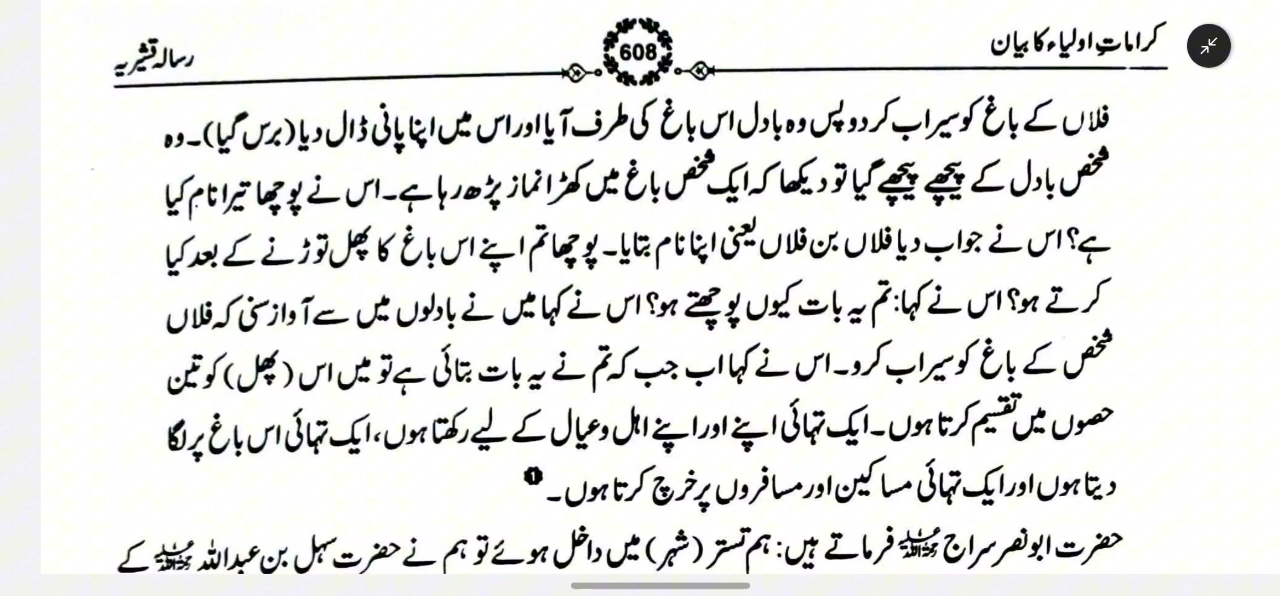 کراماتِ اولیاء کا بیان 608 رسالہ قشیریہ
فلاں کے باغ کو سیراب کردو پس وہ بادل اس باغ کی طرف آیا اور اس میں اپنا پانی ڈال دیا (برس گیا)۔ وہ
شخص بادل کے پیچھے پیچھے گیا تو دیکھا کہ ایک شخص باغ میں کھڑا نماز پڑھ رہا ہے۔ اس نے پوچھا تیرا نام کیا
ہے؟ اس نے جواب دیا فلاں بن فلاں یعنی اپنا نام بتایا۔ پوچھا تم اپنے اس باغ کا پھل توڑنے کے بعد کیا
کرتے ہو؟ اس نے کہا: تم یہ بات کیوں پوچھتے ہو؟ اس نے کہا میں نے بادلوں میں سے آواز سنی کہ فلاں
شخص کے باغ کو سیراب کرو۔ اس نے کہا اب جب کہ تم نے یہ بات بتائی ہے تو میں اس (پھل) کو تین
حصوں میں تقسیم کرتا ہوں۔ ایک تہائی اپنے اور اپنے اہل وعیال کے لیے رکھتا ہوں، ایک تہائی اس باغ پر لگا
دیتا ہوں اور ایک تہائی مساکین اور مسافروں پر خرچ کرتا ہوں۔ ❶
حضرت ابونصر سراج رحمۃ اللہ علیہ فرماتے ہیں: ہم تستر (شہر) میں داخل ہوئے تو ہم نے حضرت سہل بن عبداللہ رحمۃ اللہ علیہ کے